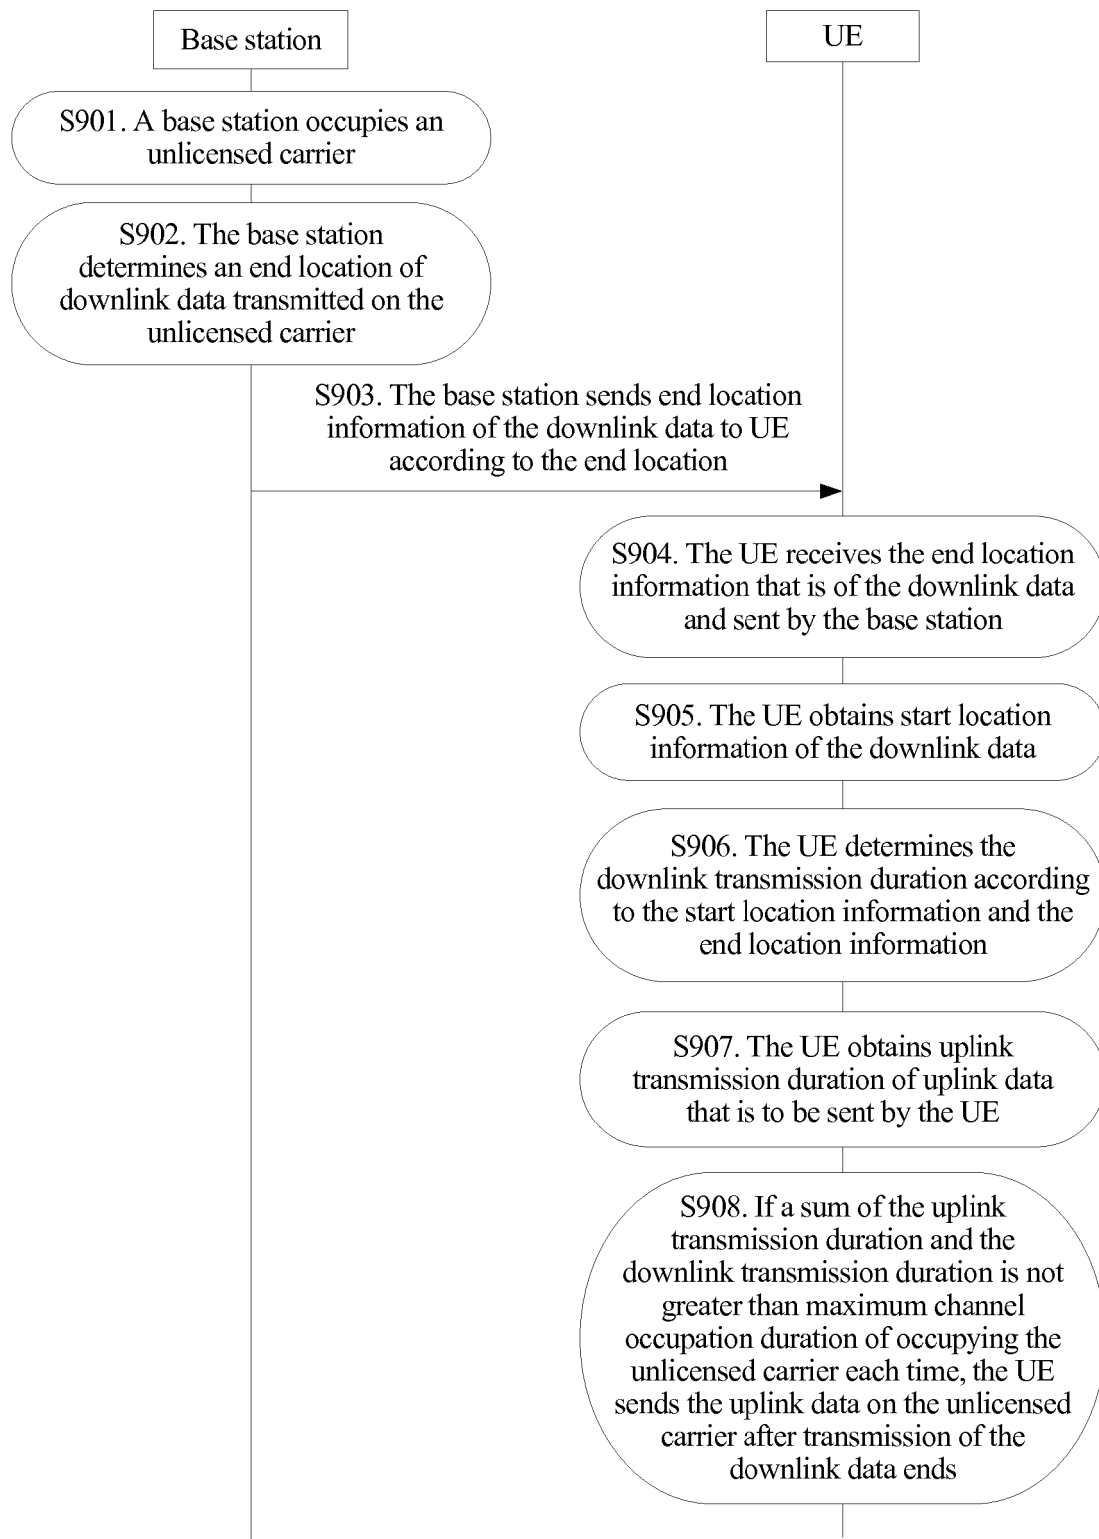 Base station
UE
S901. A base station occupies an
unlicensed carrier
S902. The base station
determines an end location of
downlink data transmitted on the
unlicensed carrier
S903. The base station sends end location
information of the downlink data to UE
according to the end location
S904. The UE receives the end location
information that is of the downlink data
and sent by the base station
S905. The UE obtains start location
information of the downlink data
S906. The UE determines the
downlink transmission duration according
to the start location information and the
end location information
S907. The UE obtains uplink
transmission duration of uplink data
that is to be sent by the UE
S908. If a sum of the uplink
transmission duration and the
downlink transmission duration is not
greater than maximum channel
occupation duration of occupying the
unlicensed carrier each time, the UE
sends the uplink data on the unlicensed
carrier after transmission of the
downlink data ends